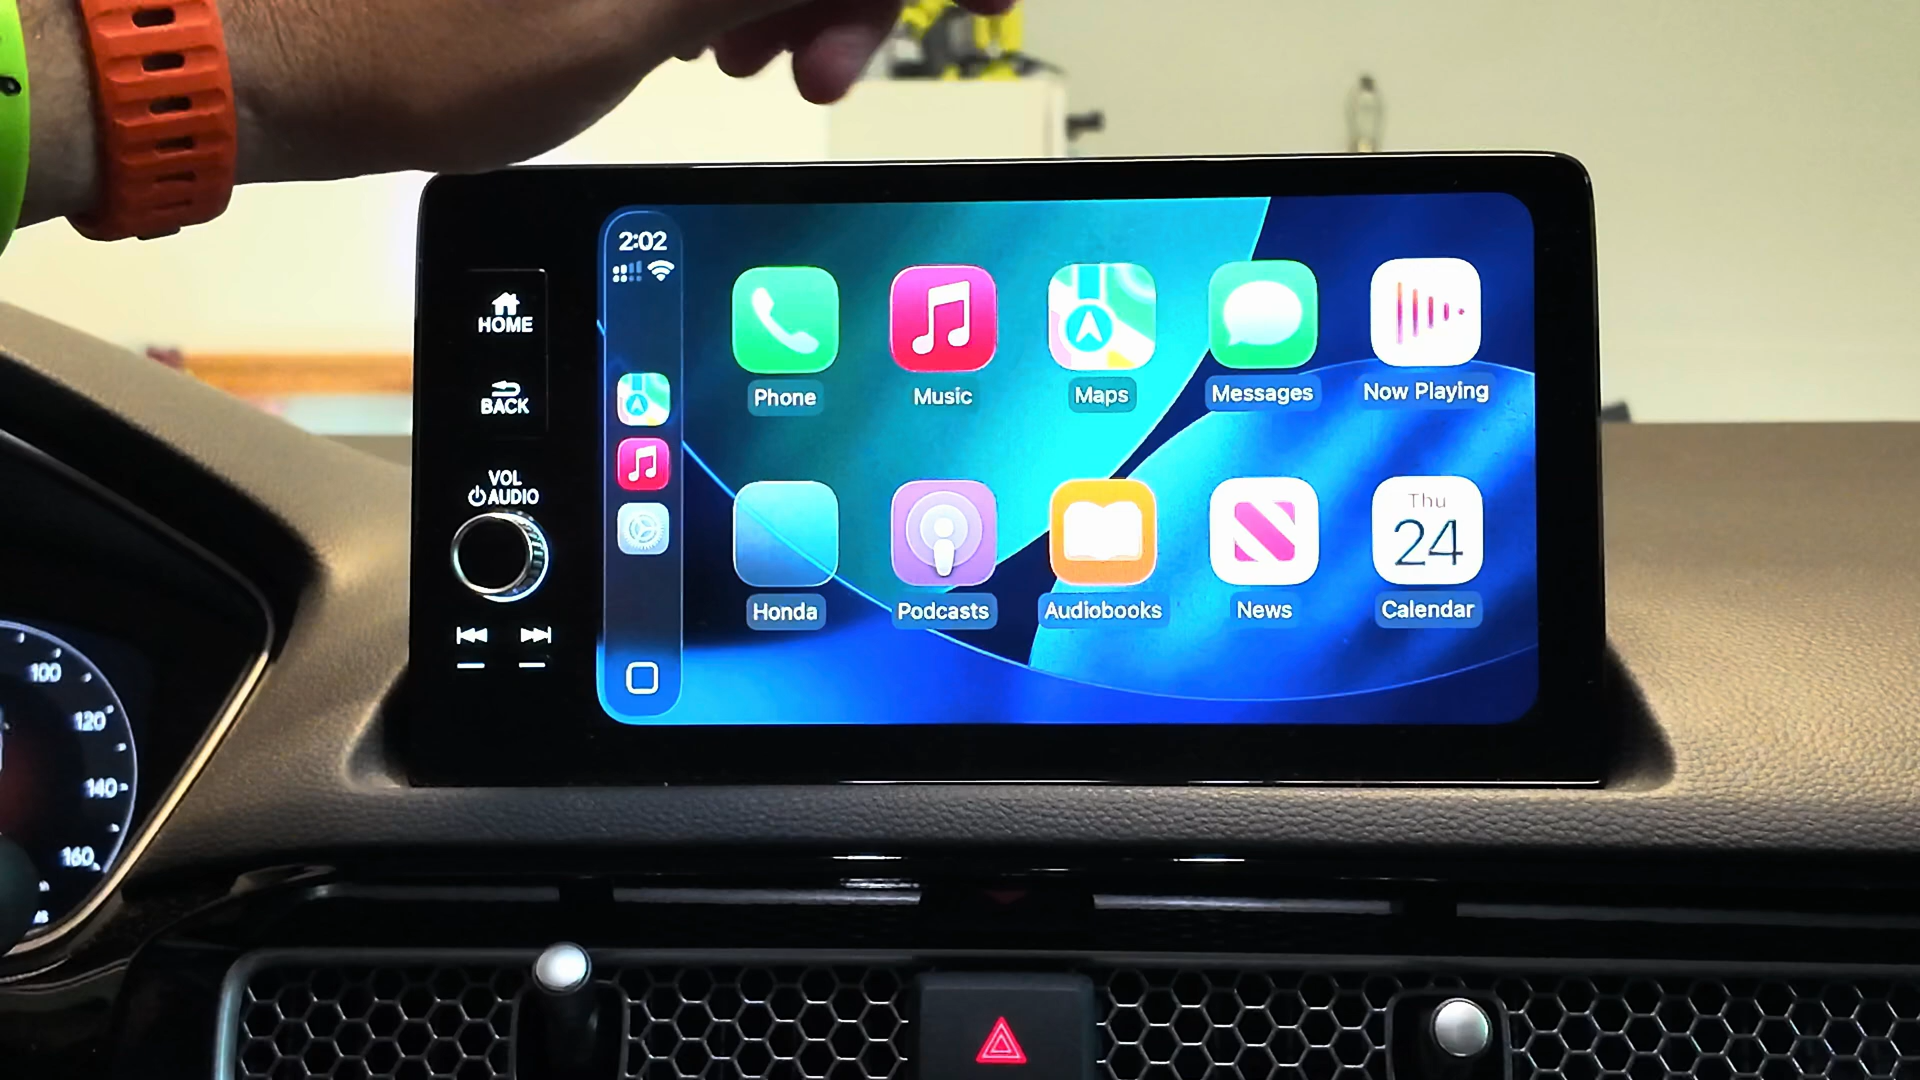 2:02
HOME
BACK
VOL
AUDIO
Phone
Music
Maps
Messages
Now Playing
Honda
Podcasts
Audiobooks
News
Thu
24
Calendar
100
120
140
160